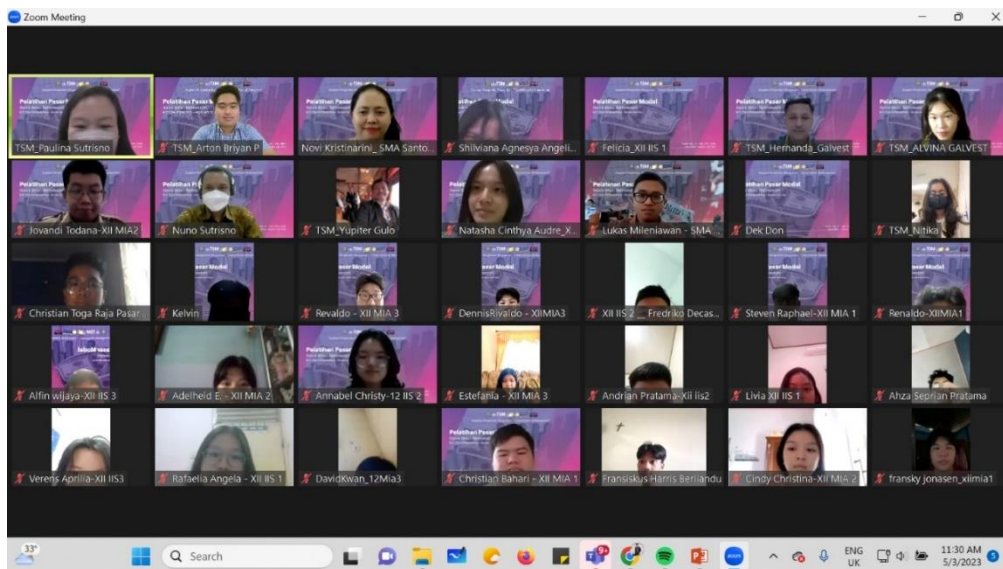 Zoom Meeting
TSM_Paulina Sutrisno
TSM_Arton Briyan P
Novi Kristinarini_ SMA Santo...
Shilviana Agnesya Angeli...
Felicia_XII IIS 1
TSM_Hernanda_Galvest
TSM_ALVINA GALVEST
Jovandi Todana-XII MIA2
Nuno Sutrisno
TSM_Yupiter Gulo
Natasha Cinthya Audre_X...
Lukas Mileniawan - SMA
Dek Don
TSM_Nitika
Christian Toga Raja Pasar
Kelvin
Revaldo - XII MIA 3
DennisRivaldo - XIIMIA3
XII IIS 2 __ Fredriko Decas...
Steven Raphael-XII MIA 1
Renaldo-XIIMIA1
Alfin wijaya-XII IIS 3
Adelheid E. - XII MIA 2
Annabel Christy-12 IIS 2
Estefania - XII MIA 3
Andrian Pratama-Xii iis2
Livia XII IIS 1
Ahza Seprian Pratama
Verens Aprilia-XII IIS3
Rafaelia Angela - XII IIS 1
DavidKwan_12Mia3
Christian Bahari - XII MIA 1
Fransiskus Harris Berliandu
Cindy Christina-XII MIA 2
fransky jonasen_xiimia1
Pelatihan Pasar Modal
33°
Search
9+
zoom
ENG
UK
11:30 AM
5/3/2023
5